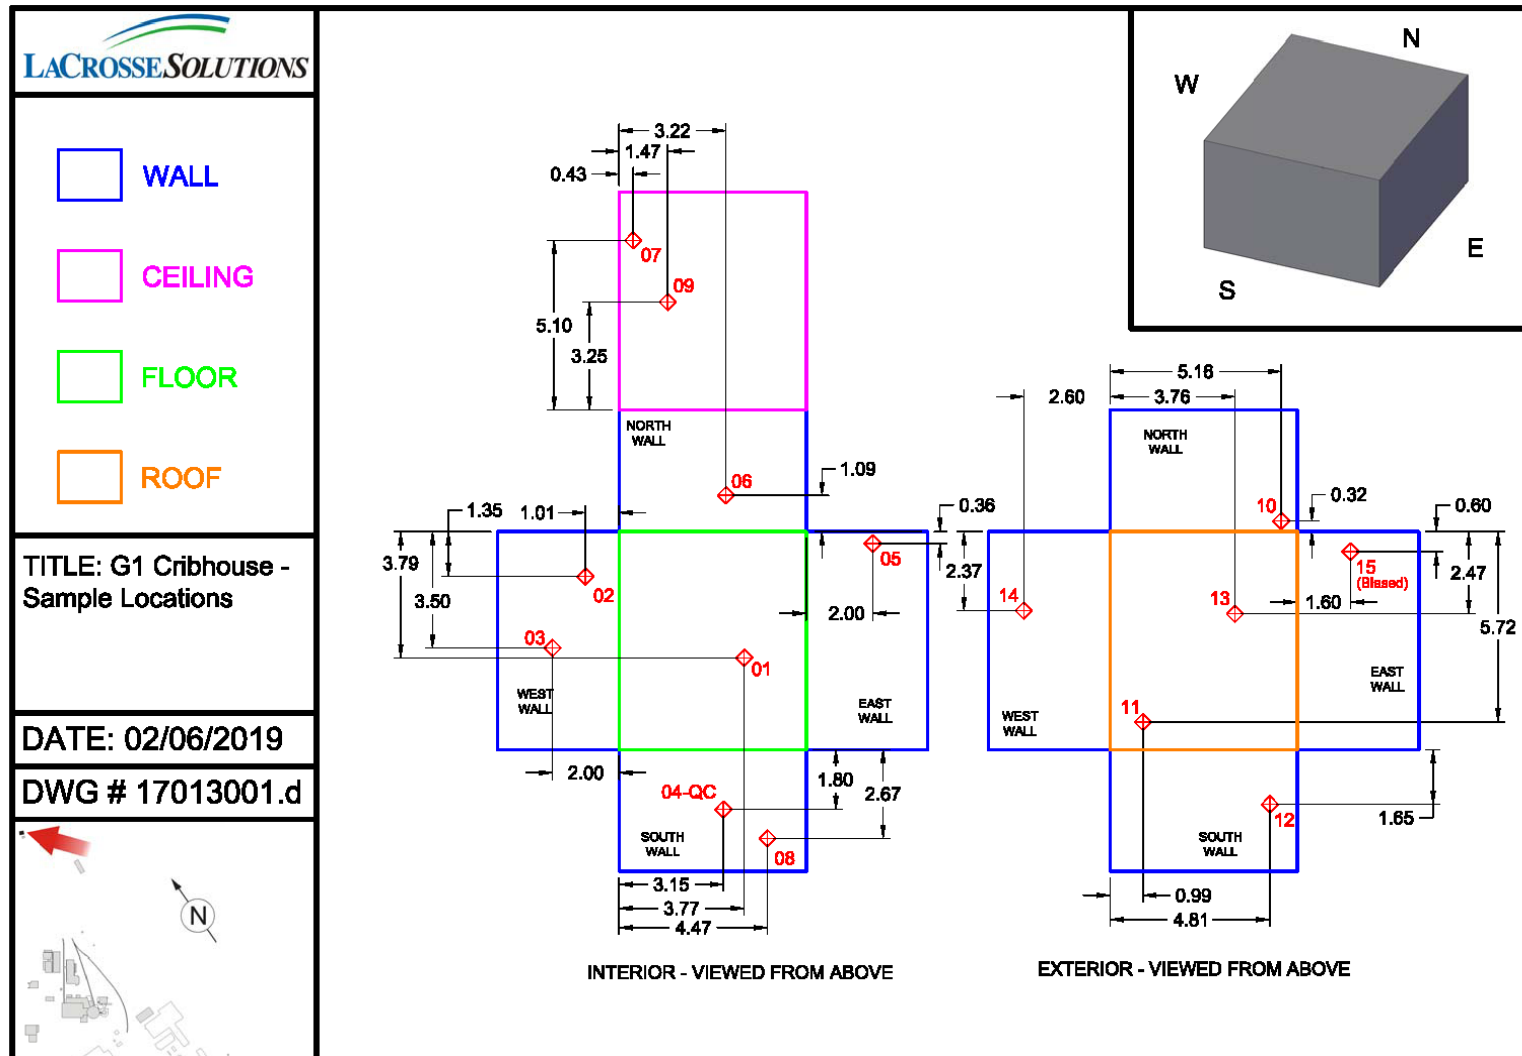 LACROSSESOLUTIONS
WALL
CEILING
FLOOR
ROOF
TITLE: G1 Cribhouse -
Sample Locations
DATE: 02/06/2019
DWG # 17013001.d
N
N
W
E
S
3.22
1.47
0.43
07
09
5.10
3.25
NORTH
WALL
06
1.09
1.35
1.01
0.36
3.79
3.50
02
05
03
2.00
01
WEST
WALL
EAST
WALL
2.00
04-QC
1.80
2.67
SOUTH
WALL
08
3.15
3.77
4.47
INTERIOR - VIEWED FROM ABOVE
5.16
2.60
3.76
NORTH
WALL
10
0.32
0.60
2.37
15
(Biased)
2.47
14
13
1.60
5.72
EAST
WALL
11
WEST
WALL
12
1.65
SOUTH
WALL
0.99
4.81
EXTERIOR - VIEWED FROM ABOVE